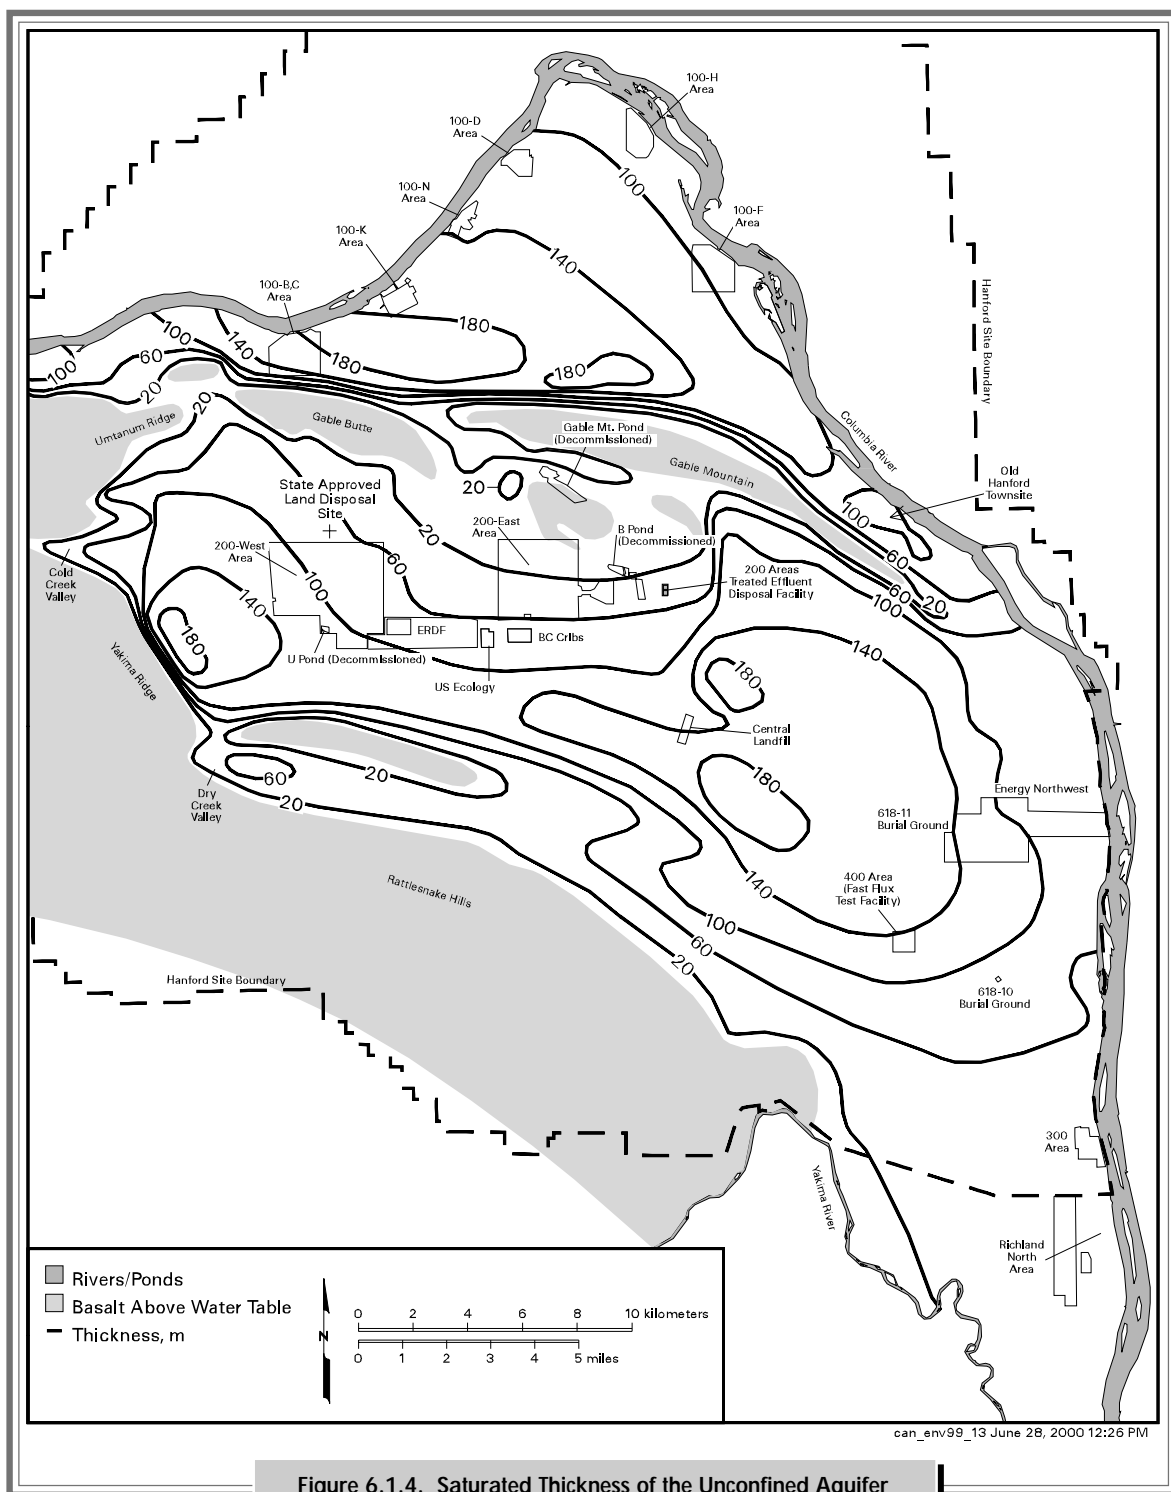 100-H
Area
100-D
Area
100
100-N
Area
100-F
Area
100-K
Area
140
100-B,C
Area
Hanford Site Boundary
180
100
140
60
180
180
100
20
20
Columbia River
Umtanum Ridge
Gable Butte
Gable Mt. Pond
(Decommissioned)
Gable Mountain
Old
Hanford
Townsite
State Approved
Land Disposal
Site
20
100
200-East
Area
20
B Pond
(Decommissioned)
200-West
Area
60
60
Cold
Creek
Valley
200 Areas
Treated Effluent
Disposal Facility
100
60
20
100
140
180
ERDF
BC Cribs
140
U Pond (Decommissioned)
Yakima Ridge
180
US Ecology
Central
Landfill
60
20
180
Dry
Creek
Valley
20
Energy Northwest
618-11
Burial Ground
Rattlesnake Hills
140
400 Area
(Fast Flux
Test Facility)
100
60
20
Hanford Site Boundary
618-10
Burial Ground
300
Area
Yakima River
Richland
North
Area
Rivers/Ponds
Basalt Above Water Table
Thickness, m
N
0 2 4 6 8 10 kilometers
0 1 2 3 4 5 miles
can_env99_13 June 28, 2000 12:26 PM
Figure 6.1.4. Saturated Thickness of the Unconfined Aquifer